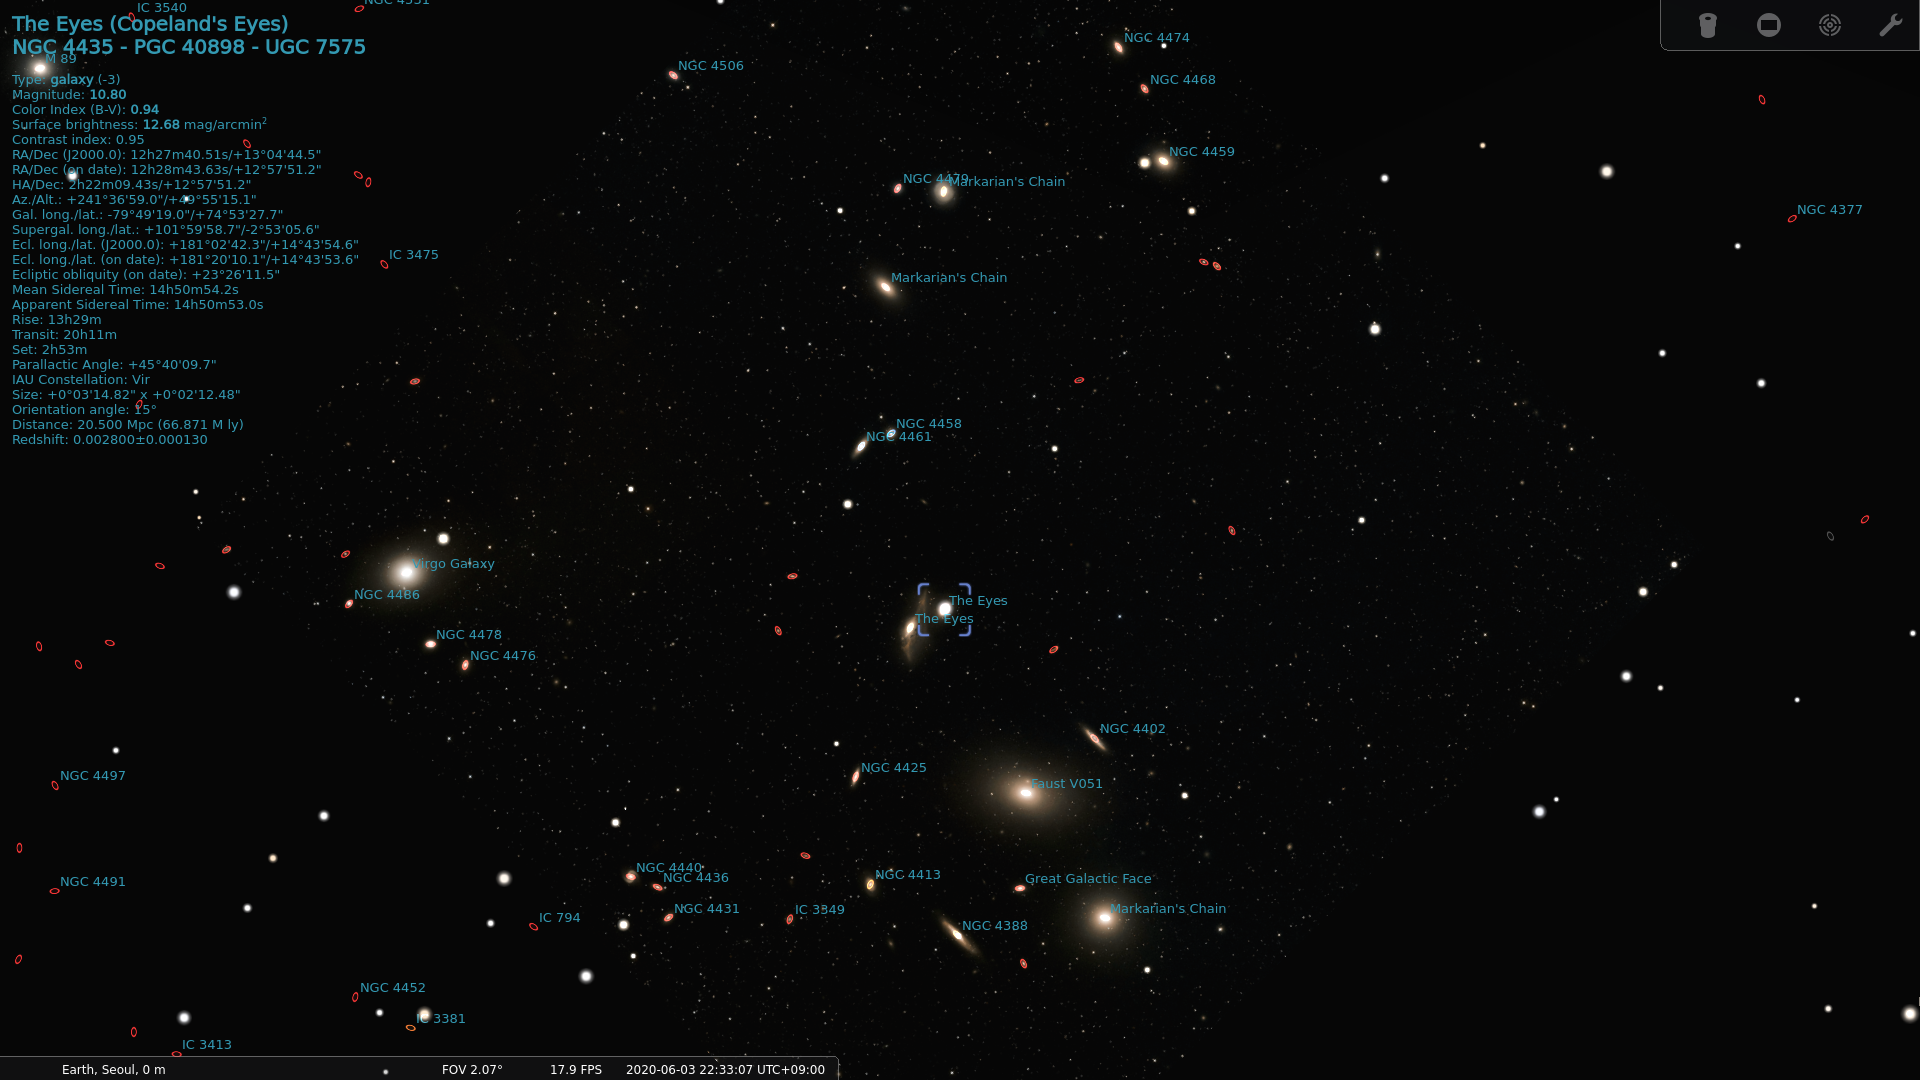 The Eyes (Copeland's Eyes)
NGC 4435 - PGC 40898 - UGC 7575
Type: galaxy (-3)
Magnitude: 10.80
Color Index (B-V): 0.94
Surface brightness: 12.68 mag/arcmin²
Contrast index: 0.95
RA/Dec (J2000.0): 12h27m40.51s/+13°04'44.5"
RA/Dec (on date): 12h28m43.63s/+12°57'51.2"
HA/Dec: 2h22m09.43s/+12°57'51.2"
Az./Alt.: +241°36'59.0"/+49°55'15.1"
Gal. long./lat.: -79°49'19.0"/+74°53'27.7"
Supergal. long./lat.: +101°59'58.7"/-2°53'05.6"
Ecl. long./lat. (J2000.0): +181°02'42.3"/+14°43'54.6"
Ecl. long./lat. (on date): +181°20'10.1"/+14°43'53.6"
Ecliptic obliquity (on date): +23°26'11.5"
Mean Sidereal Time: 14h50m54.2s
Apparent Sidereal Time: 14h50m53.0s
Rise: 13h29m
Transit: 20h11m
Set: 2h53m
Parallactic Angle: +45°40'09.7"
IAU Constellation: Vir
Size: +0°03'14.82" x +0°02'12.48"
Orientation angle: 15°
Distance: 20.500 Mpc (66.871 M ly)
Redshift: 0.002800±0.000130
IC 3540
NGC 4551
M 89
NGC 4474
NGC 4506
NGC 4468
NGC 4459
NGC 4479
Markarian's Chain
NGC 4377
IC 3475
Markarian's Chain
NGC 4458
NGC 4461
Virgo Galaxy
NGC 4486
The Eyes
The Eyes
NGC 4478
NGC 4476
NGC 4402
NGC 4425
NGC 4497
Faust V051
NGC 4440
NGC 4436
NGC 4413
Great Galactic Face
NGC 4491
NGC 4431
IC 3349
Markarian's Chain
IC 794
NGC 4388
NGC 4452
IC 3381
IC 3413
Earth, Seoul, 0 m
FOV 2.07°
17.9 FPS
2020-06-03 22:33:07 UTC+09:00